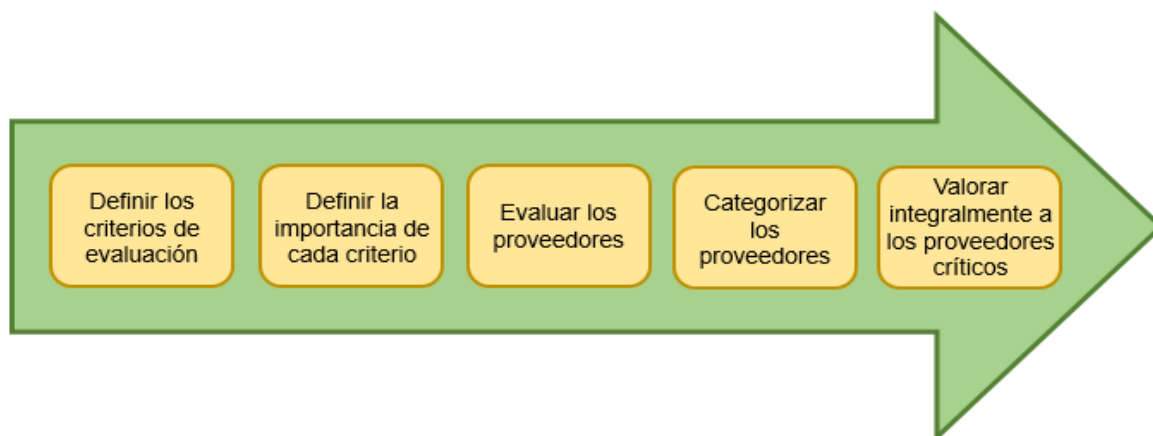 Definir los
criterios de
evaluación
Definir la
importancia de
cada criterio
Evaluar los
proveedores
Categorizar
los
proveedores
Valorar
integralmente a
los proveedores
críticos